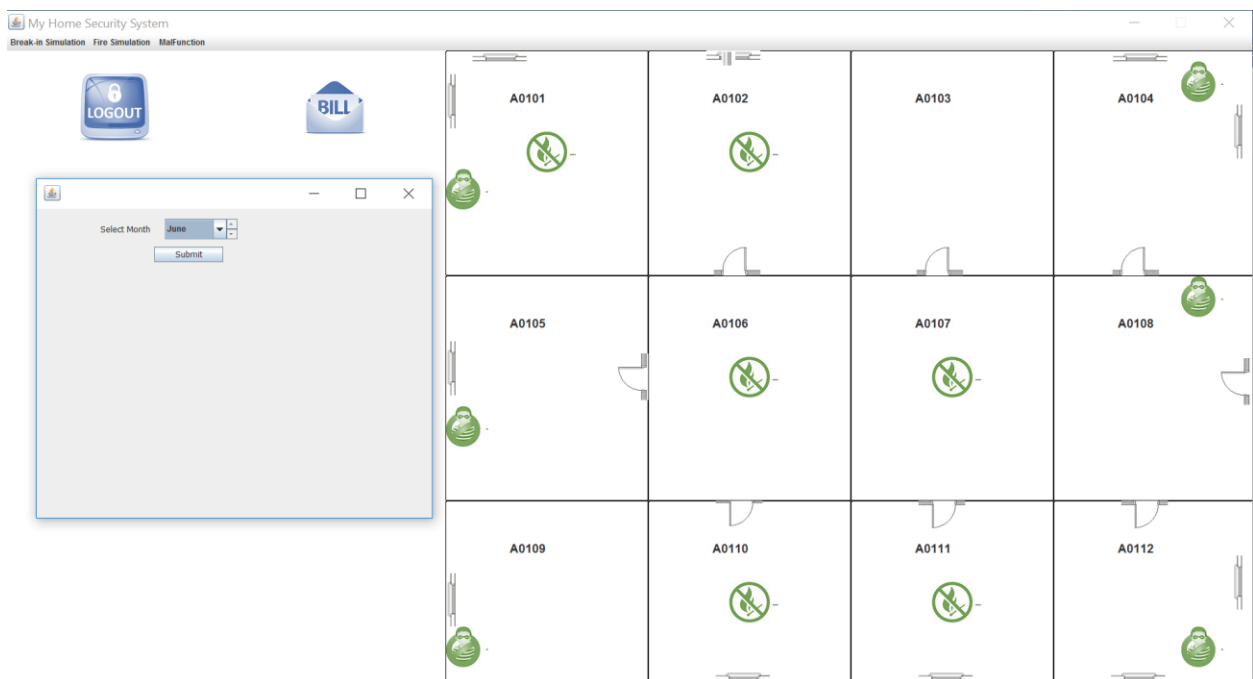 My Home Security System
Break-in Simulation Fire Simulation MalFunction
LOGOUT
BILL
Select Month June
Submit
A0101 A0102 A0103 A0104
A0105 A0106 A0107 A0108
A0109 A0110 A0111 A0112